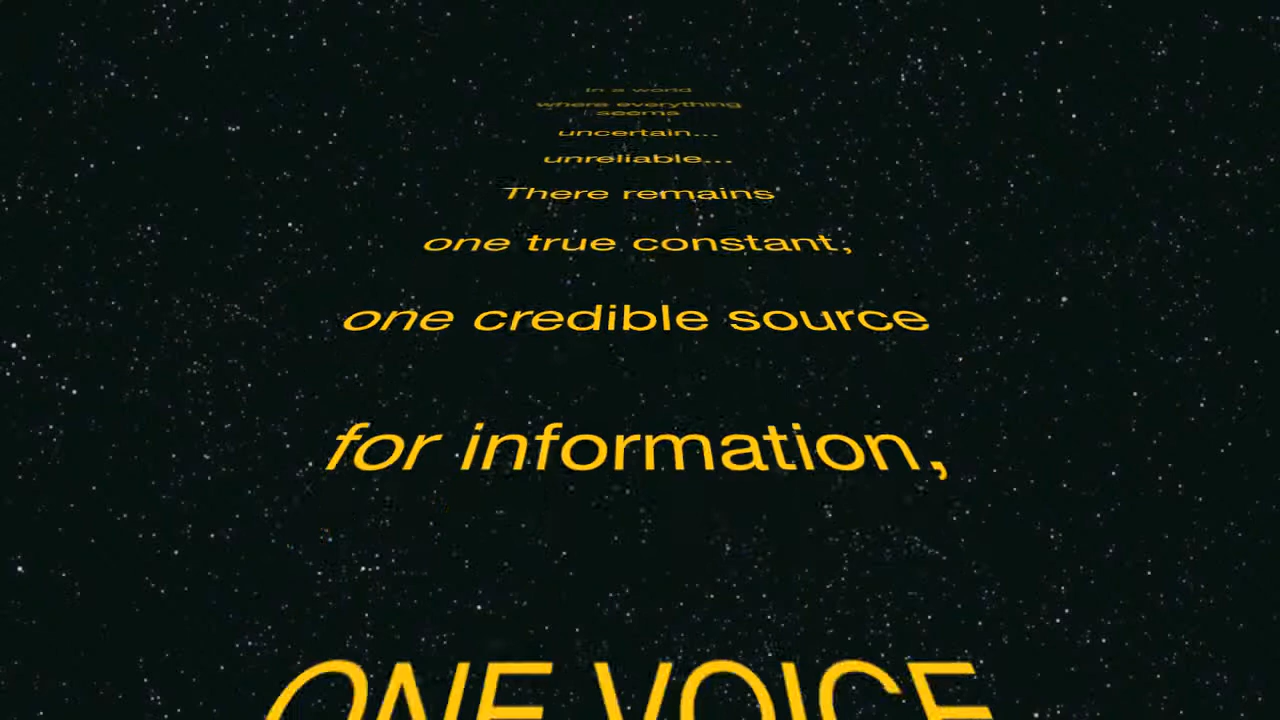 In a world
where everything
seems
uncertain...
unreliable...
There remains
one true constant,
one credible source
for information,
ONE VOICE